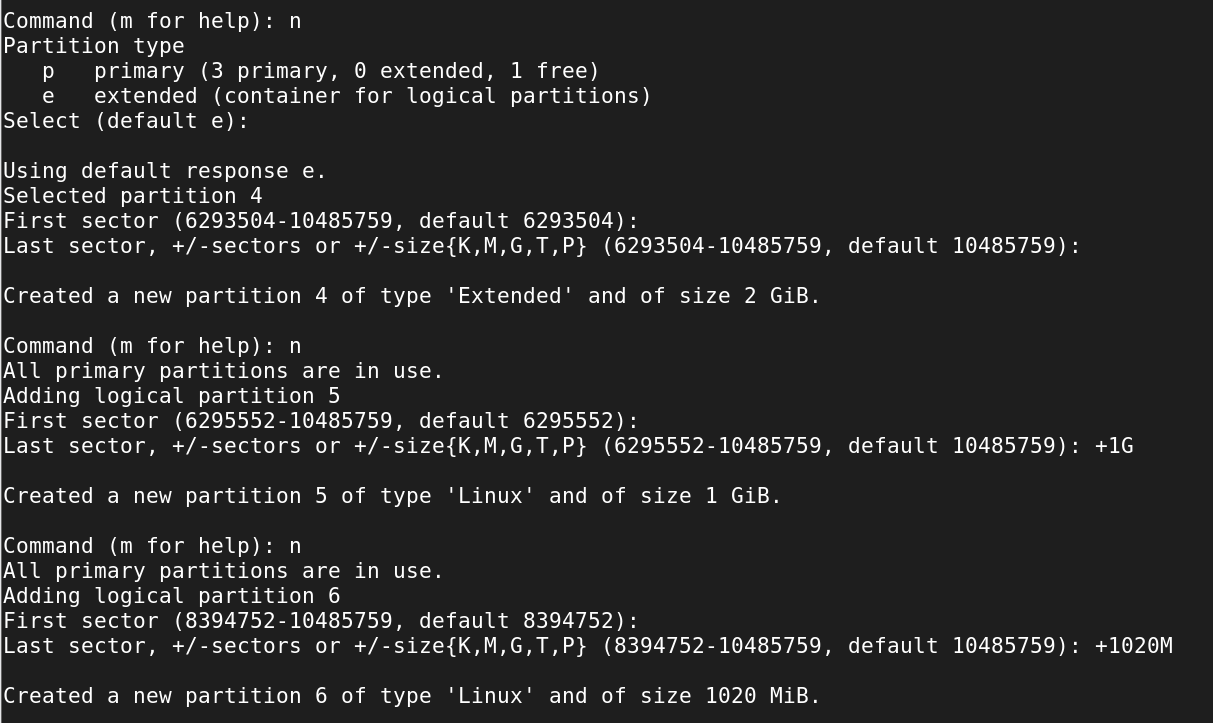 Command (m for help): n
Partition type
   p   primary (3 primary, 0 extended, 1 free)
   e   extended (container for logical partitions)
Select (default e):

Using default response e.
Selected partition 4
First sector (6293504-10485759, default 6293504):
Last sector, +/-sectors or +/-size{K,M,G,T,P} (6293504-10485759, default 10485759):

Created a new partition 4 of type 'Extended' and of size 2 GiB.

Command (m for help): n
All primary partitions are in use.
Adding logical partition 5
First sector (6295552-10485759, default 6295552):
Last sector, +/-sectors or +/-size{K,M,G,T,P} (6295552-10485759, default 10485759): +1G

Created a new partition 5 of type 'Linux' and of size 1 GiB.

Command (m for help): n
All primary partitions are in use.
Adding logical partition 6
First sector (8394752-10485759, default 8394752):
Last sector, +/-sectors or +/-size{K,M,G,T,P} (8394752-10485759, default 10485759): +1020M

Created a new partition 6 of type 'Linux' and of size 1020 MiB.